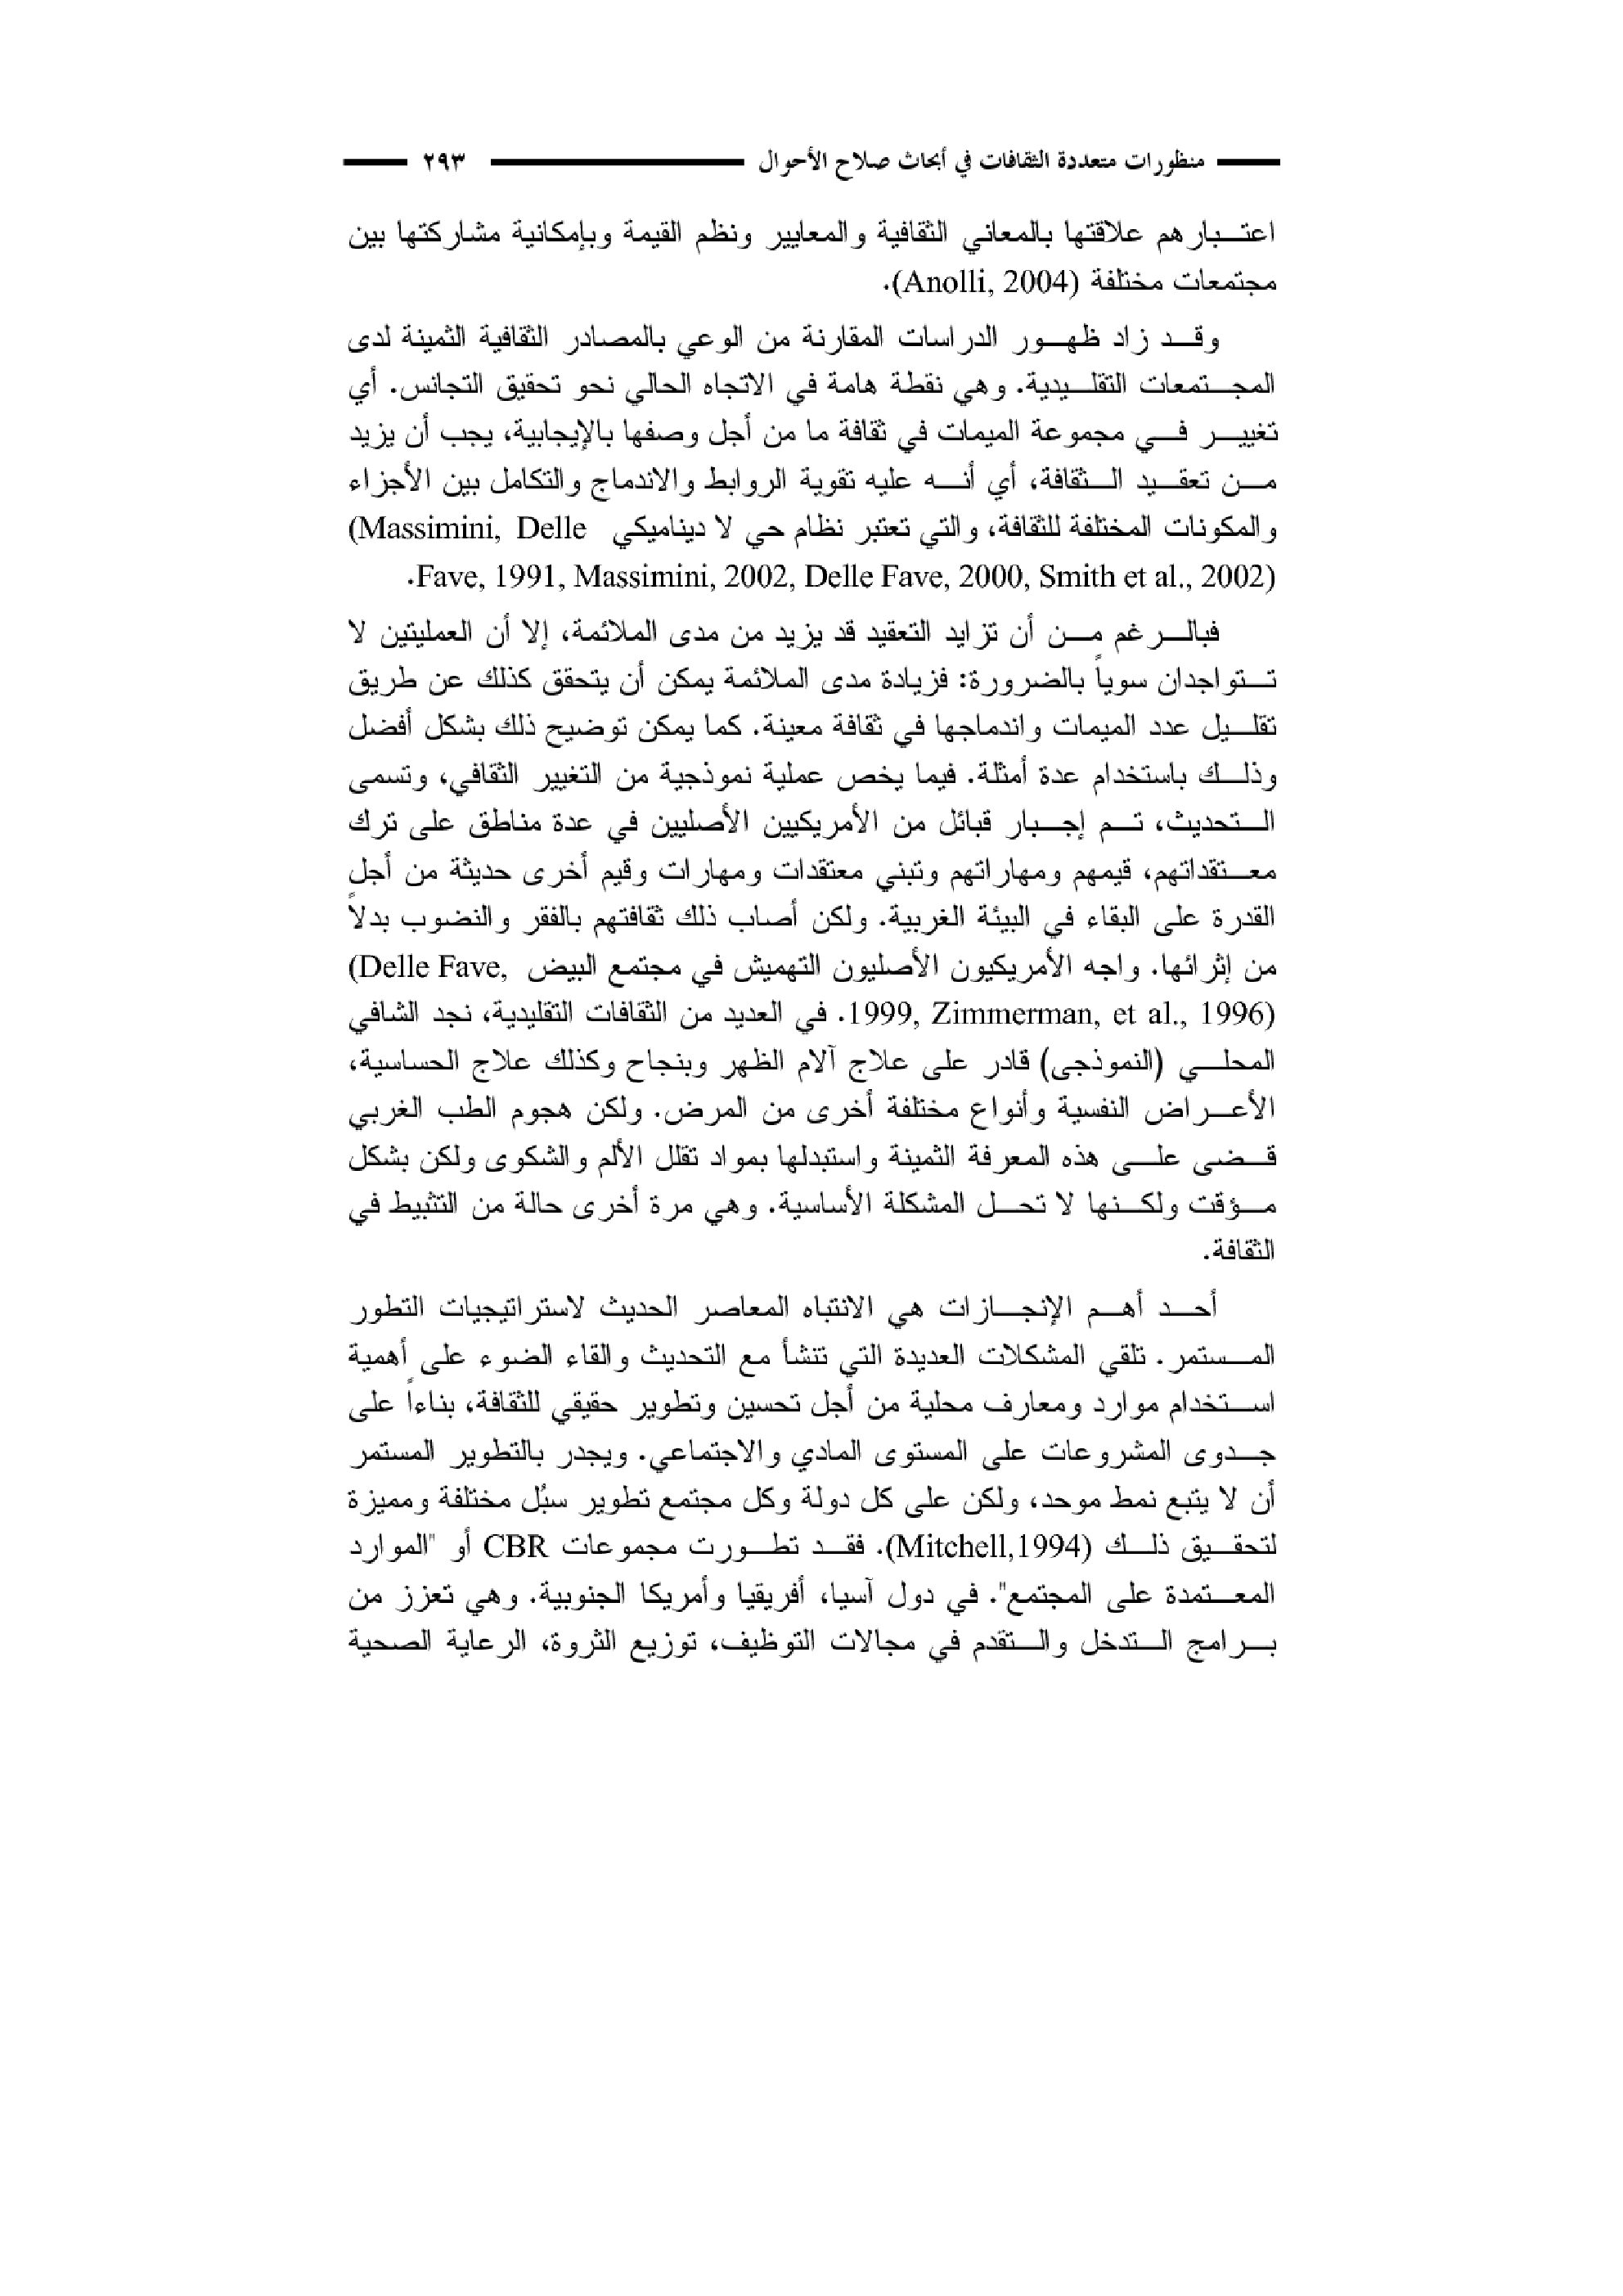 منظورات متعددة الثقافات في أبحاث صلاح الأحوال ٢٩٣
اعتبارهم علاقتها بالمعاني الثقافية والمعايير ونظم القيمة وبإمكانية مشاركتها بين
مجتمعات مختلفة (Anolli, 2004).
وقد زاد ظهور الدراسات المقارنة من الوعي بالمصادر الثقافية الثمينة لدى
المجتمعات التقليدية. وهي نقطة هامة في الاتجاه الحالي نحو تحقيق التجانس. أي
تغيير في مجموعة الميمات في ثقافة ما من أجل وصفها بالإيجابية، يجب أن يزيد
من تعقيد الثقافة، أي أنه عليه تقوية الروابط والاندماج والتكامل بين الأجزاء
والمكونات المختلفة للثقافة، والتي تعتبر نظام حي لا ديناميكي (Massimini, Delle
Fave, 1991, Massimini, 2002, Delle Fave, 2000, Smith et al., 2002).
فبالرغم من أن تزايد التعقيد قد يزيد من مدى الملائمة، إلا أن العمليتين لا
تتواجدان سوياً بالضرورة: فزيادة مدى الملائمة يمكن أن يتحقق كذلك عن طريق
تقليل عدد الميمات واندماجها في ثقافة معينة. كما يمكن توضيح ذلك بشكل أفضل
وذلك باستخدام عدة أمثلة. فيما يخص عملية نموذجية من التغيير الثقافي، وتسمى
التحديث، تم إجبار قبائل من الأمريكيين الأصليين في عدة مناطق على ترك
معتقداتهم، قيمهم ومهاراتهم وتبني معتقدات ومهارات وقيم أخرى حديثة من أجل
القدرة على البقاء في البيئة الغربية. ولكن أصاب ذلك ثقافتهم بالفقر والنضوب بدلاً
من إثرائها. واجه الأمريكيون الأصليون التهميش في مجتمع البيض (Delle Fave,
1999, Zimmerman, et al., 1996). في العديد من الثقافات التقليدية، نجد الشافي
المحلي (النموذجى) قادر على علاج آلام الظهر وبنجاح وكذلك علاج الحساسية،
الأعراض النفسية وأنواع مختلفة أخرى من المرض. ولكن هجوم الطب الغربي
قضى على هذه المعرفة الثمينة واستبدلها بمواد تقلل الألم والشكوى ولكن بشكل
مؤقت ولكنها لا تحل المشكلة الأساسية. وهي مرة أخرى حالة من التثبيط في
الثقافة.
أحد أهم الإنجازات هي الانتباه المعاصر الحديث لاستراتيجيات التطور
المستمر. تلقي المشكلات العديدة التي تنشأ مع التحديث والقاء الضوء على أهمية
استخدام موارد ومعارف محلية من أجل تحسين وتطوير حقيقي للثقافة، بناءاً على
جدوى المشروعات على المستوى المادي والاجتماعي. ويجدر بالتطوير المستمر
أن لا يتبع نمط موحد، ولكن على كل دولة وكل مجتمع تطوير سبُل مختلفة ومميزة
لتحقيق ذلك (Mitchell,1994). فقد تطورت مجموعات CBR أو "الموارد
المعتمدة على المجتمع". في دول آسيا، أفريقيا وأمريكا الجنوبية. وهي تعزز من
برامج التدخل والتقدم في مجالات التوظيف، توزيع الثروة، الرعاية الصحية